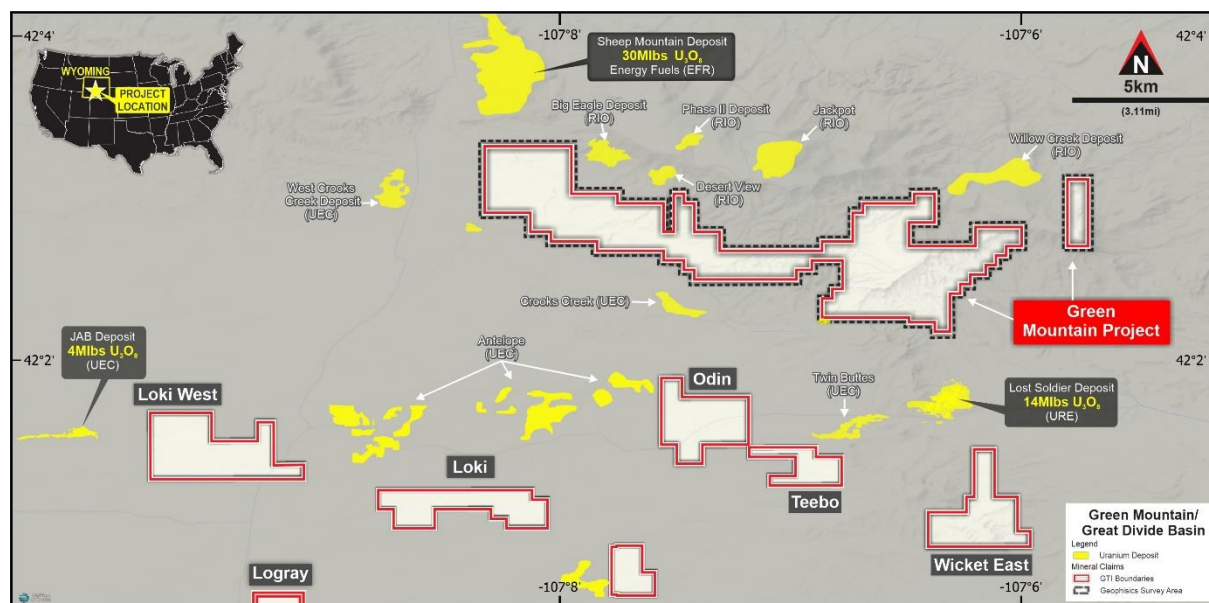 42°4'
-107°8'
-107°6'
42°4'
WYOMING
PROJECT
LOCATION
Sheep Mountain Deposit
30Mlbs U₃O₈
Energy Fuels (EFR)
N
5km
(3.11mi)
Big Eagle Deposit
(RIO)
Phase II Deposit
(RIO)
Jackpot
(RIO)
Willow Creek Deposit
(RIO)
West Crooks
Creek Deposit
(UEC)
Desert View
(RIO)
Crooks Creek (UEC)
Green
Mountain Project
JAB Deposit
4Mlbs U₃O₈
(UEC)
Antelope
(UEC)
42°2'
42°2'
Loki West
Odin
Twin Buttes
(UEC)
Lost Soldier Deposit
14Mlbs U₃O₈
(URE)
Loki
Teebo
Wicket East
Logray
-107°8'
-107°6'
Green Mountain/
Great Divide Basin
Legend
Uranium Deposit
Mineral Claims
GTI Boundaries
Geophisics Survey Area